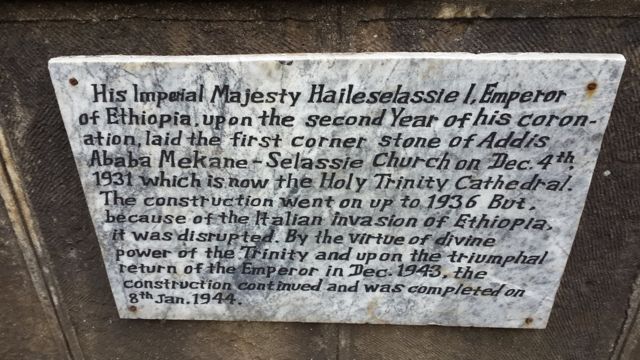 His Imperial Majesty Haileselassie I, Emperor
of Ethiopia, upon the second Year of his coron-
ation, laid the first corner stone of Addis
Ababa Mekane-Selassie Church on Dec. 4th,
1931 which is now the Holy Trinity Cathedral.
The construction went on up to 1936 But,
because of the Italian invasion of Ethiopia,
it was disrupted. By the virtue of divine
power of the Trinity and upon the triumphal
return of the Emperor in Dec. 1943, the
construction continued and was completed on
8th Jan. 1944.